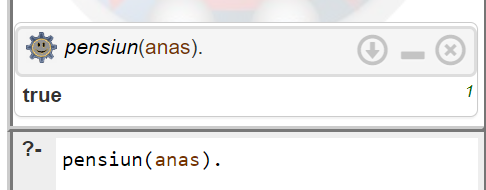 pensiun(anas).
true 1
?- pensiun(anas).